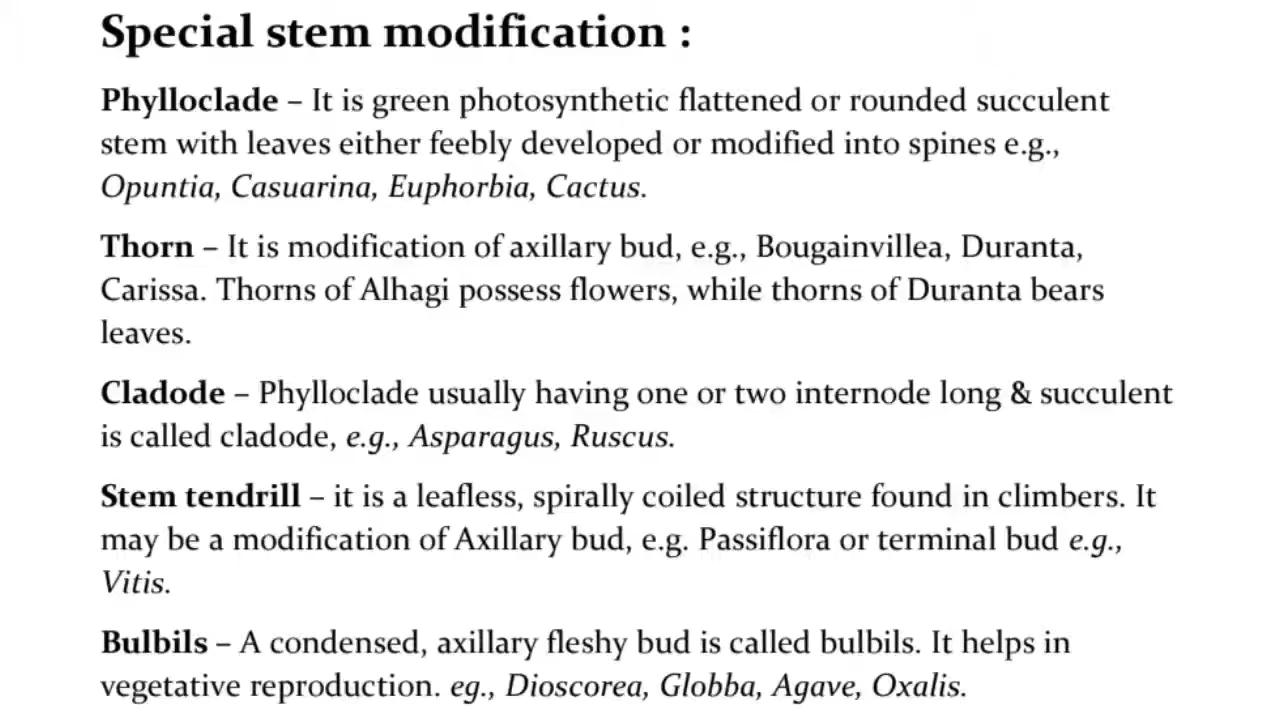 Special stem modification :
Phylloclade – It is green photosynthetic flattened or rounded succulent
stem with leaves either feebly developed or modified into spines e.g.,
Opuntia, Casuarina, Euphorbia, Cactus.
Thorn – It is modification of axillary bud, e.g., Bougainvillea, Duranta,
Carissa. Thorns of Alhagi possess flowers, while thorns of Duranta bears
leaves.
Cladode – Phylloclade usually having one or two internode long & succulent
is called cladode, e.g., Asparagus, Ruscus.
Stem tendrill – it is a leafless, spirally coiled structure found in climbers. It
may be a modification of Axillary bud, e.g. Passiflora or terminal bud e.g.,
Vitis.
Bulbils – A condensed, axillary fleshy bud is called bulbils. It helps in
vegetative reproduction. eg., Dioscorea, Globba, Agave, Oxalis.